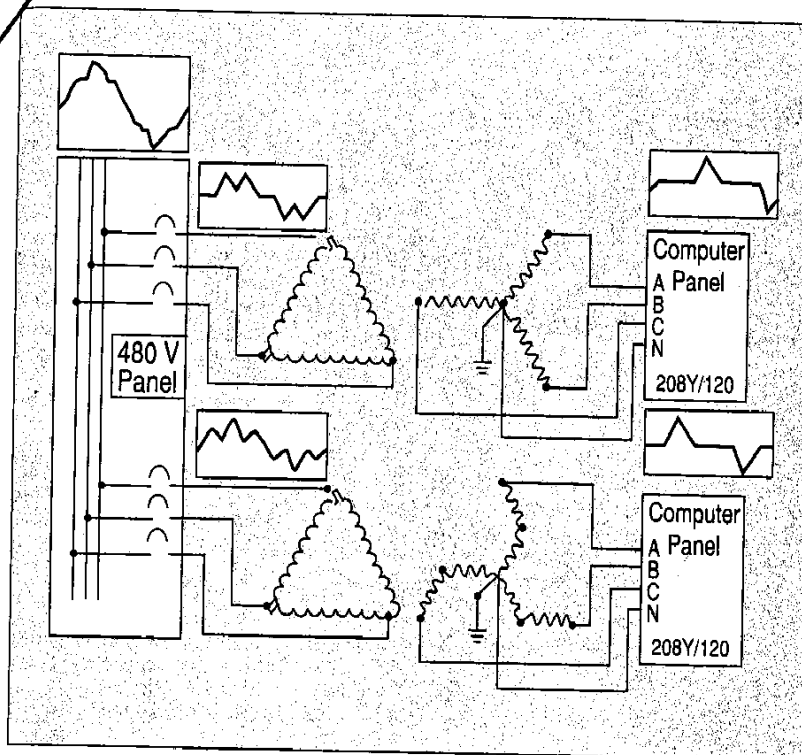 Computer
A Panel
B
C
N
208Y/120
480 V
Panel
Computer
A Panel
B
C
N
208Y/120